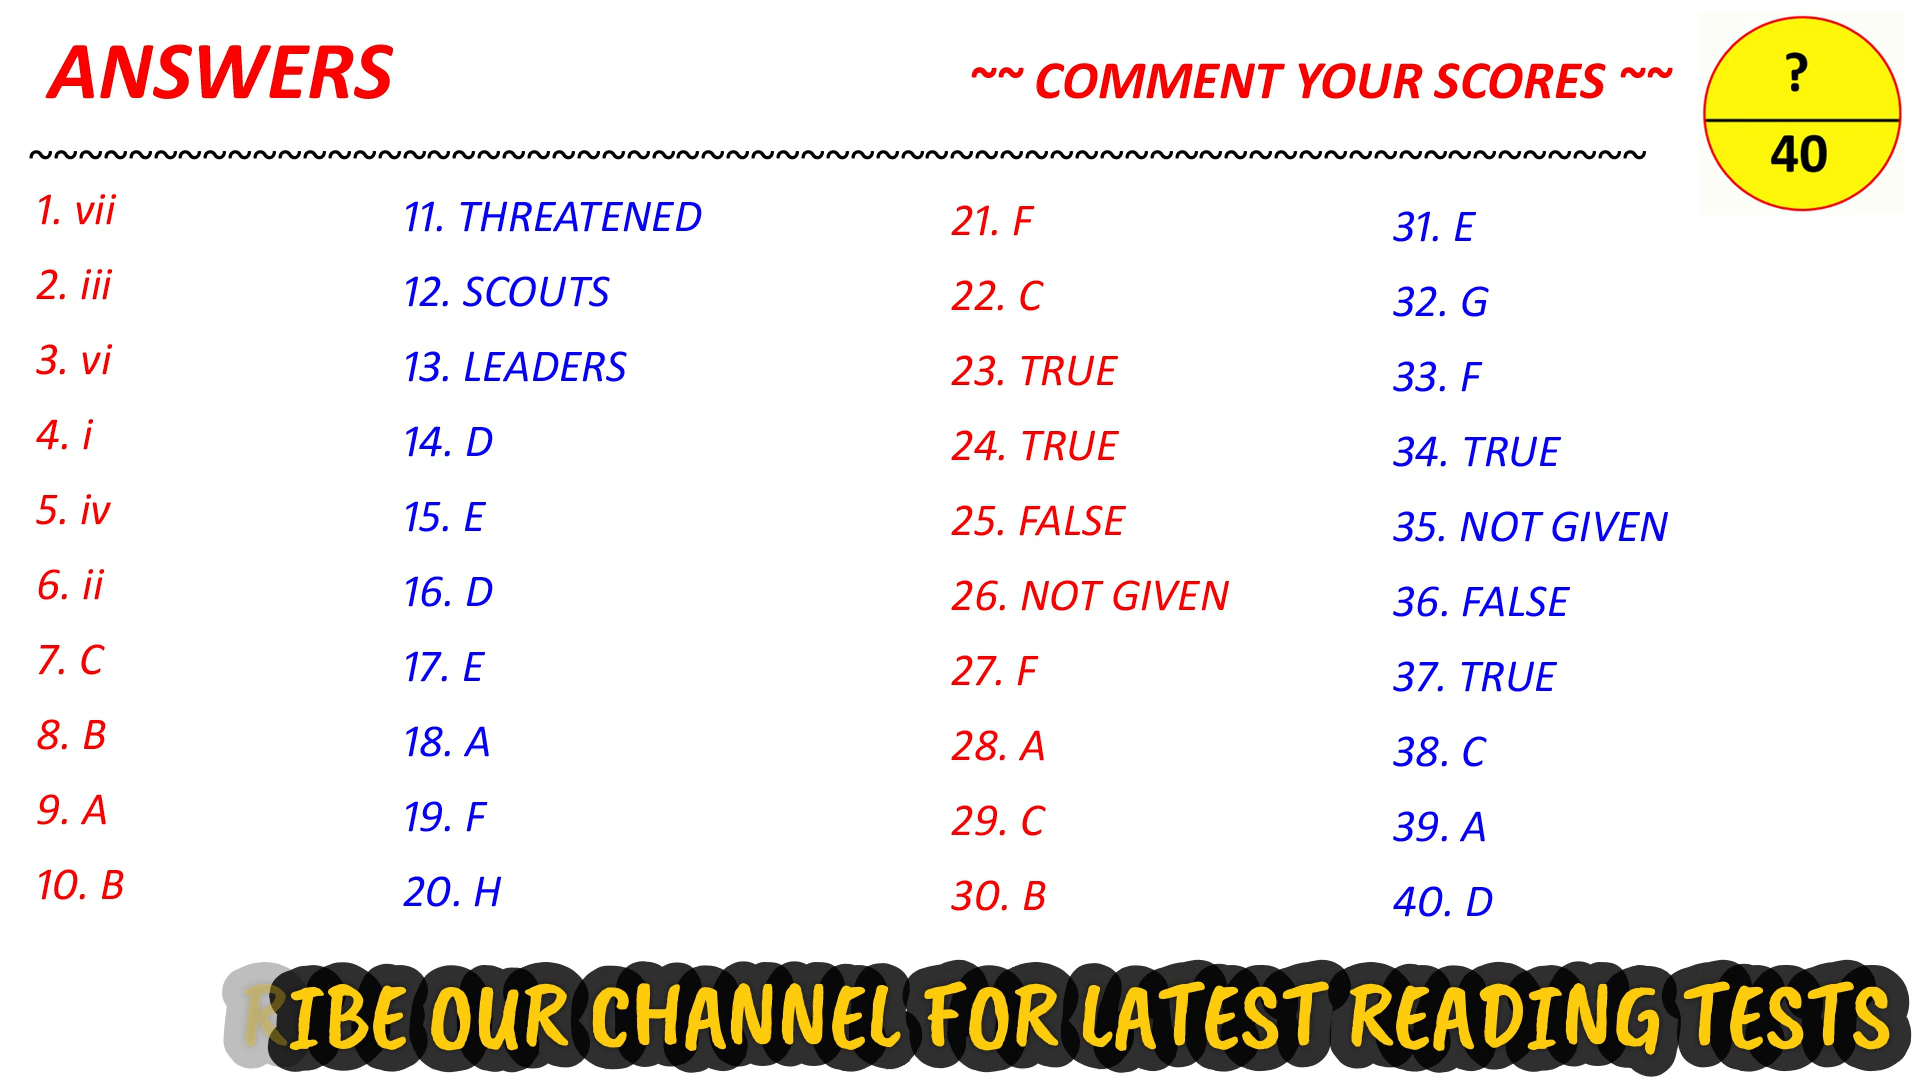 ANSWERS
~~ COMMENT YOUR SCORES ~~
?
40
~~~~~~~~~~~~~~~~~~~~~~~~~~~~~~~~~~~~~~~~~~~~~~~~~~~~~~~~~~~~~~~~~
1. vii
2. iii
3. vi
4. i
5. iv
6. ii
7. C
8. B
9. A
10. B
11. THREATENED
12. SCOUTS
13. LEADERS
14. D
15. E
16. D
17. E
18. A
19. F
20. H
21. F
22. C
23. TRUE
24. TRUE
25. FALSE
26. NOT GIVEN
27. F
28. A
29. C
30. B
31. E
32. G
33. F
34. TRUE
35. NOT GIVEN
36. FALSE
37. TRUE
38. C
39. A
40. D
RIBE OUR CHANNEL FOR LATEST READING TESTS